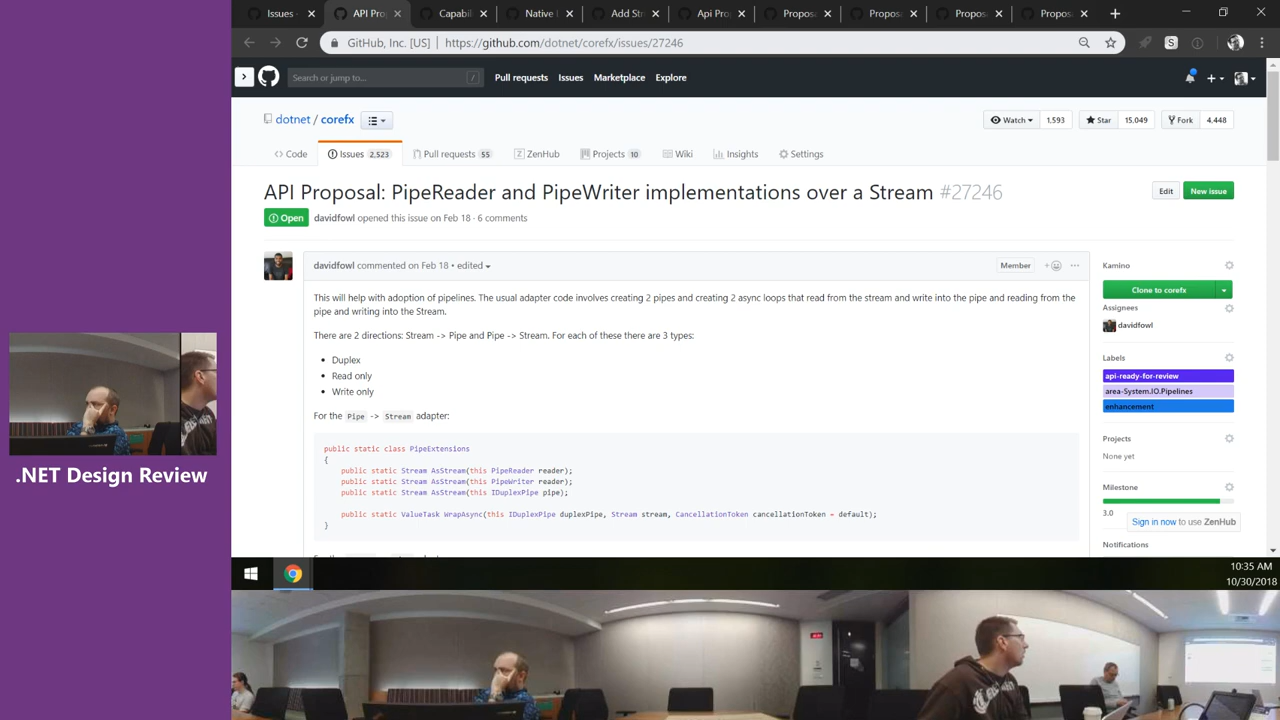 Issues -
API Pro
Capabil
Native
Add Str
Api Pro
Propos
Propos
Propos
Propos
GitHub, Inc. [US] | https://github.com/dotnet/corefx/issues/27246
Search or jump to...
/
Pull requests Issues Marketplace Explore
dotnet / corefx
Watch 1,593 Star 15,049 Fork 4,448
Code Issues 2,523 Pull requests 55 ZenHub Projects 10 Wiki Insights Settings
API Proposal: PipeReader and PipeWriter implementations over a Stream #27246
Edit New issue
Open davidfowl opened this issue on Feb 18 · 6 comments
davidfowl commented on Feb 18 • edited
Member
This will help with adoption of pipelines. The usual adapter code involves creating 2 pipes and creating 2 async loops that read from the stream and write into the pipe and reading from the
pipe and writing into the Stream.
There are 2 directions: Stream -> Pipe and Pipe -> Stream. For each of these there are 3 types:
• Duplex
• Read only
• Write only
For the Pipe -> Stream adapter:
public static class PipeExtensions
{
public static Stream AsStream(this PipeReader reader);
public static Stream AsStream(this PipeWriter reader);
public static Stream AsStream(this IDuplexPipe pipe);
public static ValueTask WrapAsync(this IDuplexPipe duplexPipe, Stream stream, CancellationToken cancellationToken = default);
}
Kamino
Clone to corefx
Assignees
davidfowl
Labels
api-ready-for-review
area-System.IO.Pipelines
enhancement
Projects
None yet
Milestone
3.0
Sign in now to use ZenHub
Notifications
.NET Design Review
10:35 AM
10/30/2018